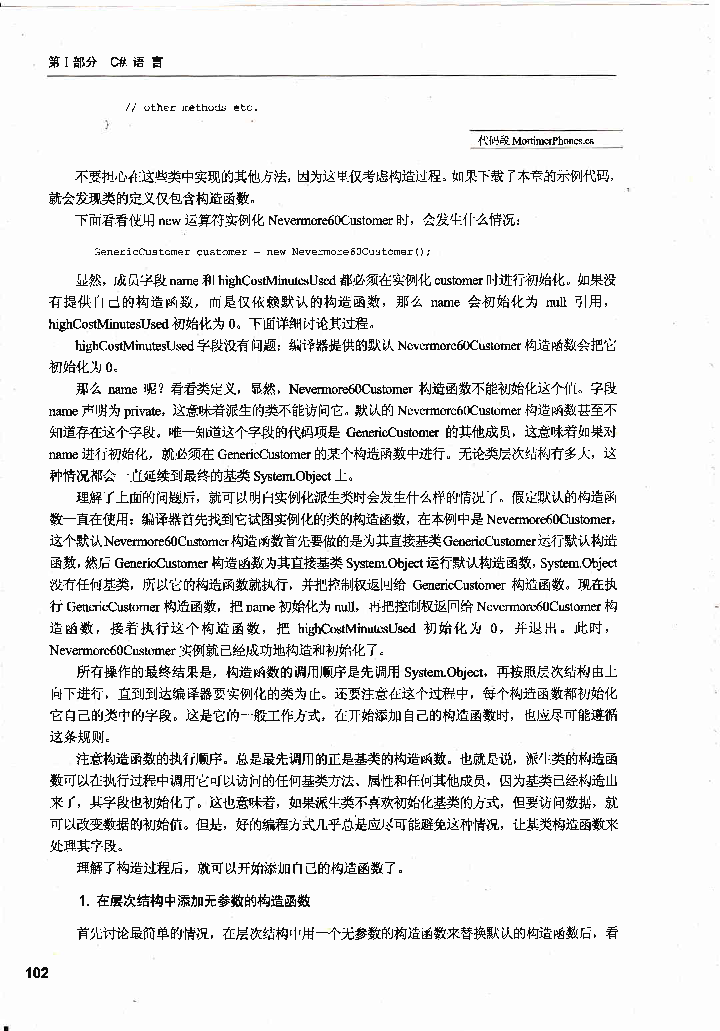 第 I 部分 C# 语 言
// other methods etc.
}
代码段 MortimerPhones.cs
不要担心在这些类中实现的其他方法，因为这里仅考虑构造过程。如果下载了本章的示例代码，
就会发现类的定义仅包含构造函数。
下面看看使用 new 运算符实例化 Nevermore60Customer 时，会发生什么情况：
GenericCustomer customer = new Nevermore60Customer();
显然，成员字段 name 和 highCostMinutesUsed 都必须在实例化 customer 时进行初始化。如果没
有提供自己的构造函数，而是仅依赖默认的构造函数，那么 name 会初始化为 null 引用，
highCostMinutesUsed 初始化为 0。下面详细讨论其过程。
highCostMinutesUsed 字段没有问题：编译器提供的默认 Nevermore60Customer 构造函数会把它
初始化为 0。
那么 name 呢？看看类定义，显然，Nevermore60Customer 构造函数不能初始化这个值。字段
name 声明为 private，这意味着派生的类不能访问它。默认的 Nevermore60Customer 构造函数甚至不
知道存在这个字段。唯一知道这个字段的代码项是 GenericCustomer 的其他成员，这意味着如果对
name 进行初始化，就必须在 GenericCustomer 的某个构造函数中进行。无论类层次结构有多大，这
种情况都会一直延续到最终的基类 System.Object 上。
理解了上面的问题后，就可以明白实例化派生类时会发生什么样的情况了。假定默认的构造函
数一直在使用：编译器首先找到它试图实例化的类的构造函数，在本例中是 Nevermore60Customer，
这个默认 Nevermore60Customer 构造函数首先要做的是为其直接基类 GenericCustomer 运行默认构造
函数，然后 GenericCustomer 构造函数为其直接基类 System.Object 运行默认构造函数，System.Object
没有任何基类，所以它的构造函数就执行，并把控制权返回给 GenericCustomer 构造函数。现在执
行 GenericCustomer 构造函数，把 name 初始化为 null，再把控制权返回给 Nevermore60Customer 构
造函数，接着执行这个构造函数，把 highCostMinutesUsed 初始化为 0，并退出。此时，
Nevermore60Customer 实例就已经成功地构造和初始化了。
所有操作的最终结果是，构造函数的调用顺序是先调用 System.Object，再按照层次结构由上
向下进行，直到到达编译器要实例化的类为止。还要注意在这个过程中，每个构造函数都初始化
它自己的类中的字段。这是它的一般工作方式，在开始添加自己的构造函数时，也应尽可能遵循
这条规则。
注意构造函数的执行顺序。总是最先调用的正是基类的构造函数。也就是说，派生类的构造函
数可以在执行过程中调用它可以访问的任何基类方法、属性和任何其他成员，因为基类已经构造出
来了，其字段也初始化了。这也意味着，如果派生类不喜欢初始化基类的方式，但要访问数据，就
可以改变数据的初始值。但是，好的编程方式几乎总是应尽可能避免这种情况，让基类构造函数来
处理其字段。
理解了构造过程后，就可以开始添加自己的构造函数了。
1. 在层次结构中添加无参数的构造函数
首先讨论最简单的情况，在层次结构中用一个无参数的构造函数来替换默认的构造函数后，看
102